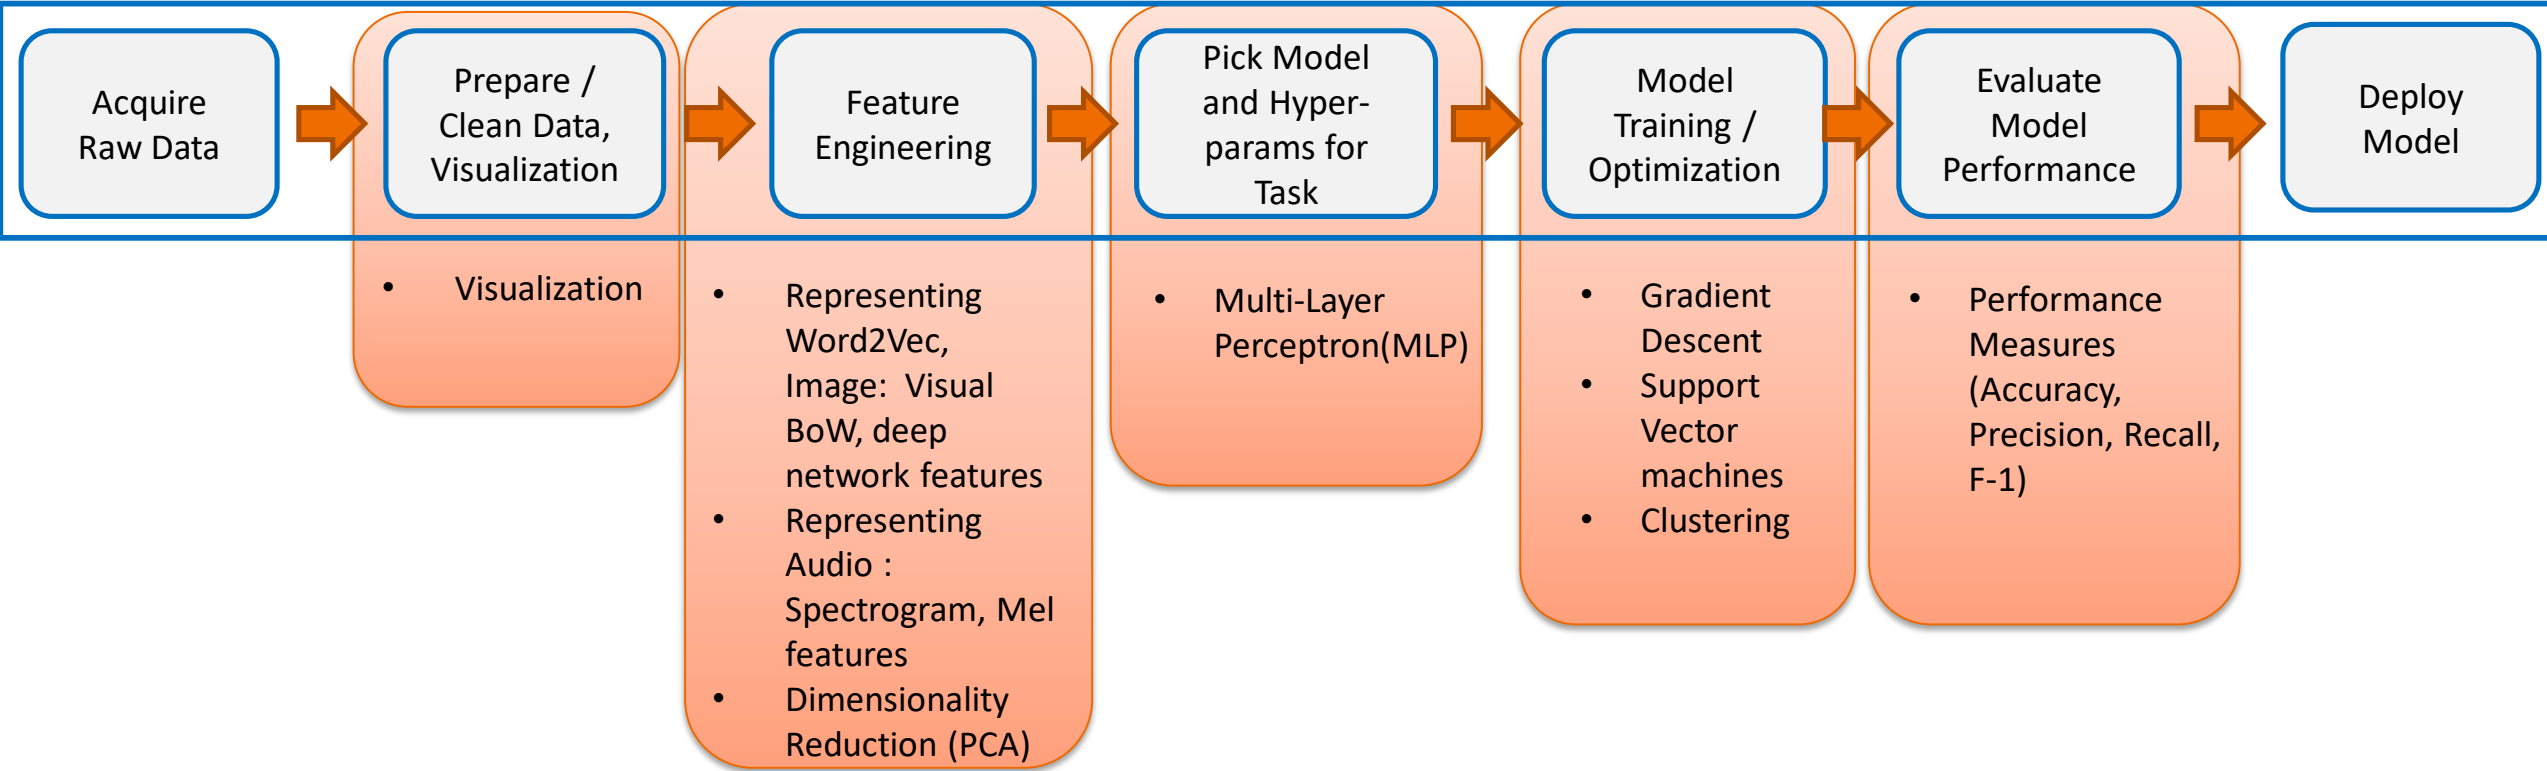 Acquire
Raw Data
Prepare /
Clean Data,
Visualization
Feature
Engineering
Pick Model
and Hyper-
params for
Task
Model
Training /
Optimization
Evaluate
Model
Performance
Deploy
Model
• Visualization
• Representing
Word2Vec,
Image: Visual
BoW, deep
network features
• Representing
Audio :
Spectrogram, Mel
features
• Dimensionality
Reduction (PCA)
• Multi-Layer
Perceptron(MLP)
• Gradient
Descent
• Support
Vector
machines
• Clustering
• Performance
Measures
(Accuracy,
Precision, Recall,
F-1)